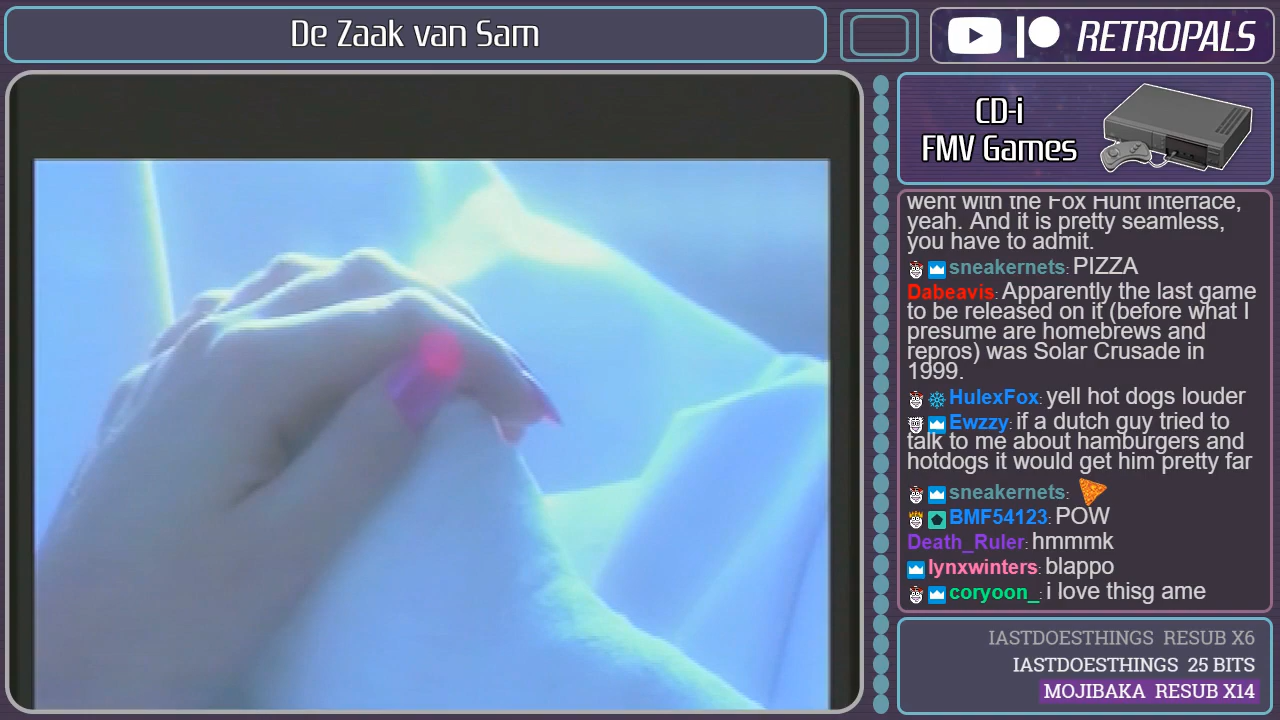 De Zaak van Sam
RETROPALS
CD-i
FMV Games
went with the Fox Hunt interface,
yeah. And it is pretty seamless,
you have to admit.
sneakernets: PIZZA
Dabeavis: Apparently the last game
to be released on it (before what I
presume are homebrews and
repros) was Solar Crusade in
1999.
HulexFox: yell hot dogs louder
Ewzzy: if a dutch guy tried to
talk to me about hamburgers and
hotdogs it would get him pretty far
sneakernets:
BMF54123: POW
Death_Ruler: hmmmk
lynxwinters: blappo
coryoon_: i love thisg ame
IASTDOESTHINGS RESUB X6
IASTDOESTHINGS 25 BITS
MOJIBAKA RESUB X14